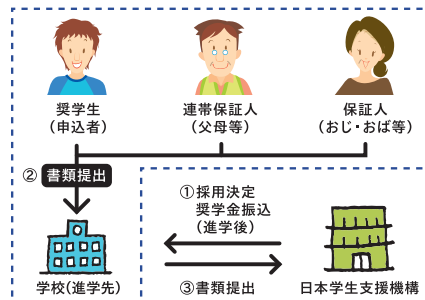 奨学生
(申込者)
連帯保証人
(父母等)
保証人
(おじ・おば等)
② 書類提出
①採用決定
奨学金振込
(進学後)
③書類提出
学校(進学先)
日本学生支援機構